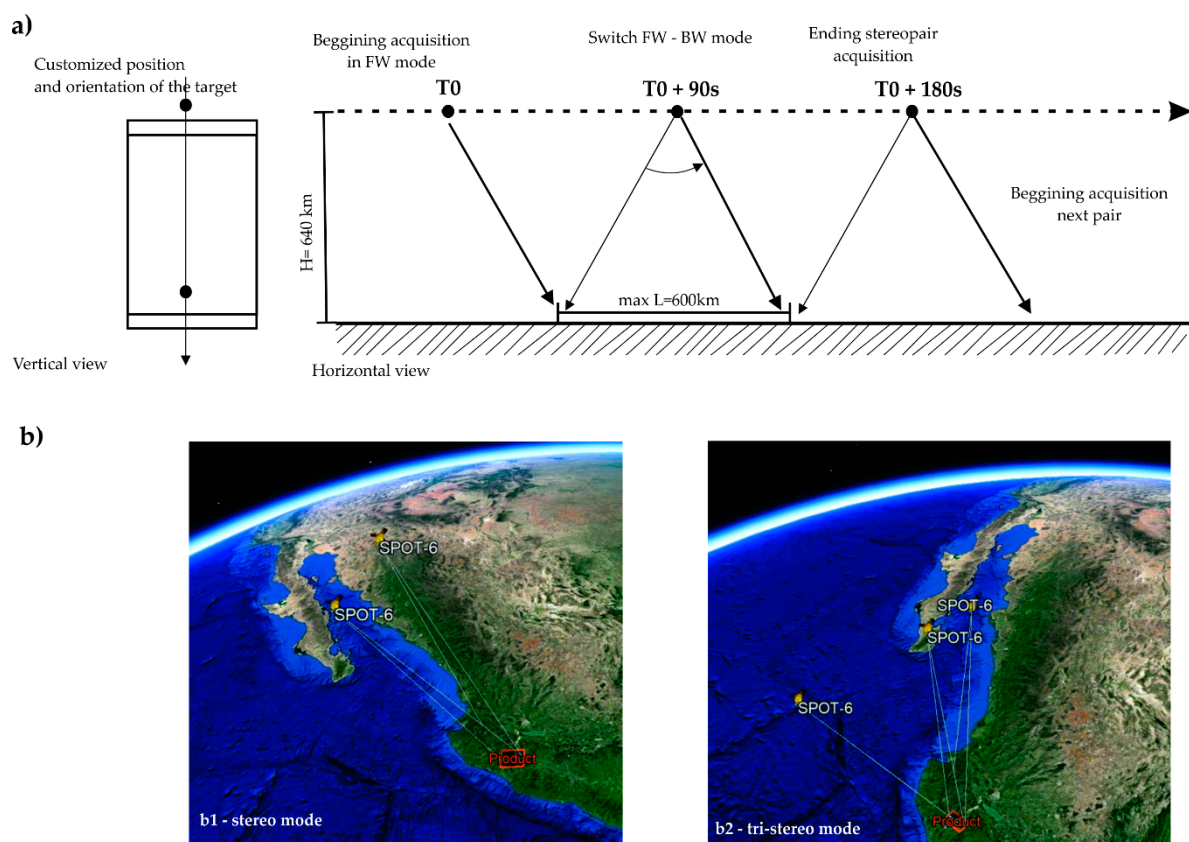 a)
Customized position
and orientation of the target
Vertical view
Beggining acquisition
in FW mode
Switch FW - BW mode
Ending stereopair
acquisition
T0
T0 + 90s
T0 + 180s
H= 640 km
Beggining acquisition
next pair
max L=600km
Horizontal view
b)
SPOT-6
SPOT-6
Product
b1 - stereo mode
SPOT-6
SPOT-6
SPOT-6
Product
b2 - tri-stereo mode